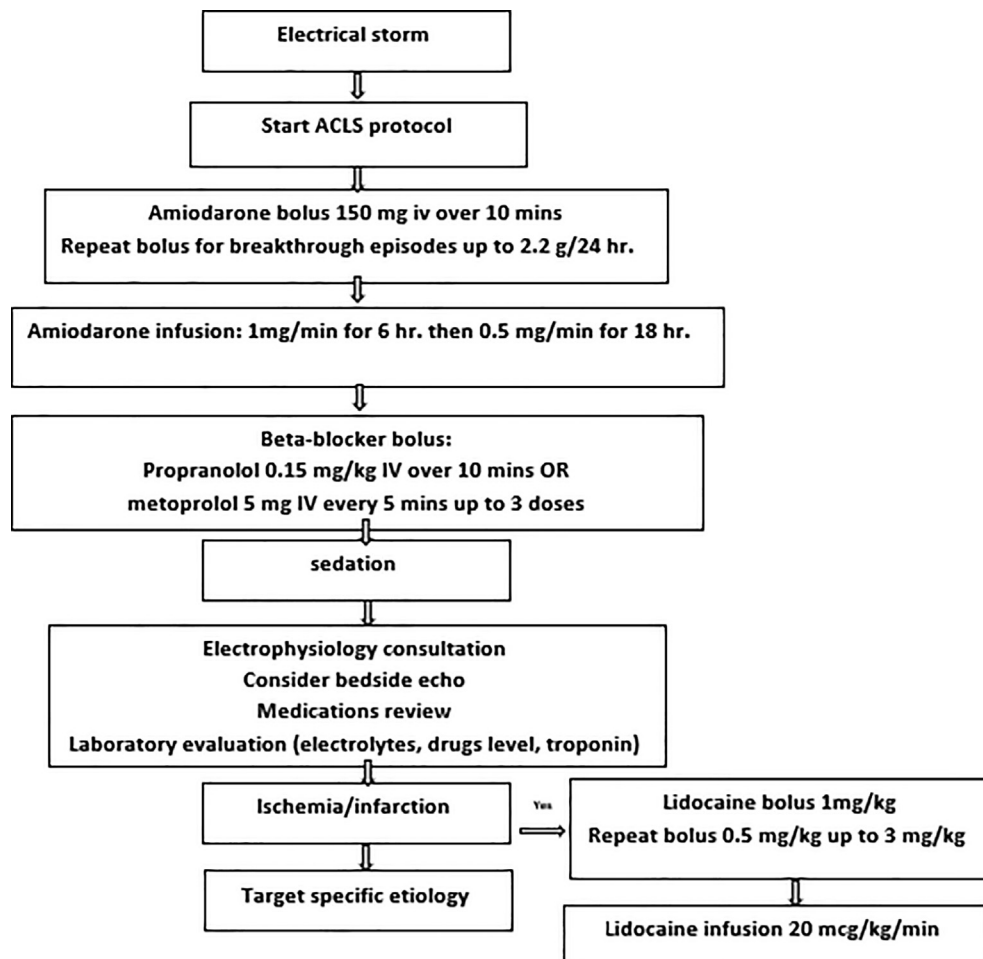 Electrical storm
Start ACLS protocol
Amiodarone bolus 150 mg iv over 10 mins
Repeat bolus for breakthrough episodes up to 2.2 g/24 hr.
Amiodarone infusion: 1mg/min for 6 hr. then 0.5 mg/min for 18 hr.
Beta-blocker bolus:
Propranolol 0.15 mg/kg IV over 10 mins OR
metoprolol 5 mg IV every 5 mins up to 3 doses
sedation
Electrophysiology consultation
Consider bedside echo
Medications review
Laboratory evaluation (electrolytes, drugs level, troponin)
Ischemia/infarction
Yes
Lidocaine bolus 1mg/kg
Repeat bolus 0.5 mg/kg up to 3 mg/kg
Target specific etiology
Lidocaine infusion 20 mcg/kg/min